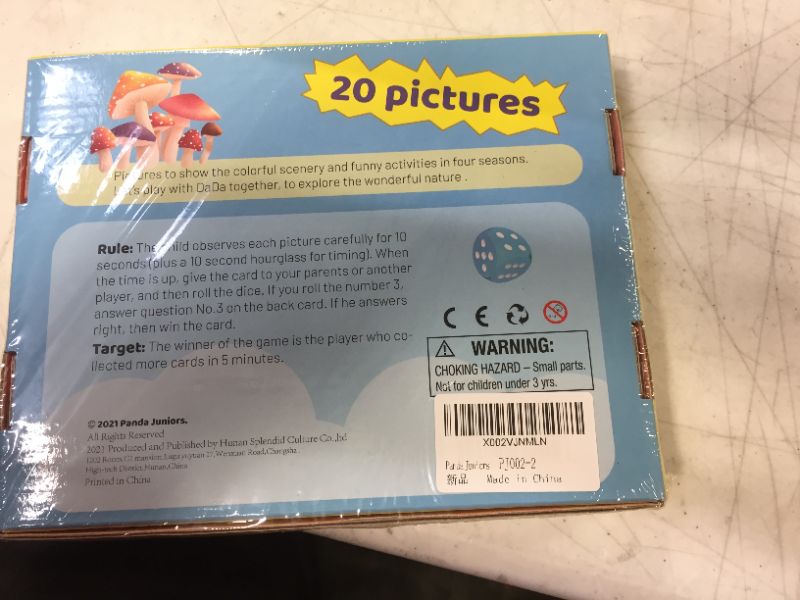 20 pictures
Pictures to show the colorful scenery and funny activities in four seasons.
Let's play with DaDa together, to explore the wonderful nature .
Rule: The child observes each picture carefully for 10
seconds (plus a 10 second hourglass for timing). When
the time is up, give the card to your parents or another
player, and then roll the dice. If you roll the number 3,
answer question No.3 on the back card. If he answers
right, then win the card.
Target: The winner of the game is the player who co-
llected more cards in 5 minutes.
CE
WARNING:
CHOKING HAZARD – Small parts.
Not for children under 3 yrs.
X002VJNMLN
Panda Juniors PJ002-2
新品 Made in China
© 2021 Panda Juniors.
All Rights Reserved
2021 Produced and Published by Hunan Splendid Culture Co.,ltd
Road,Changsha,
High-tech District,Hunan,China
Printed in China